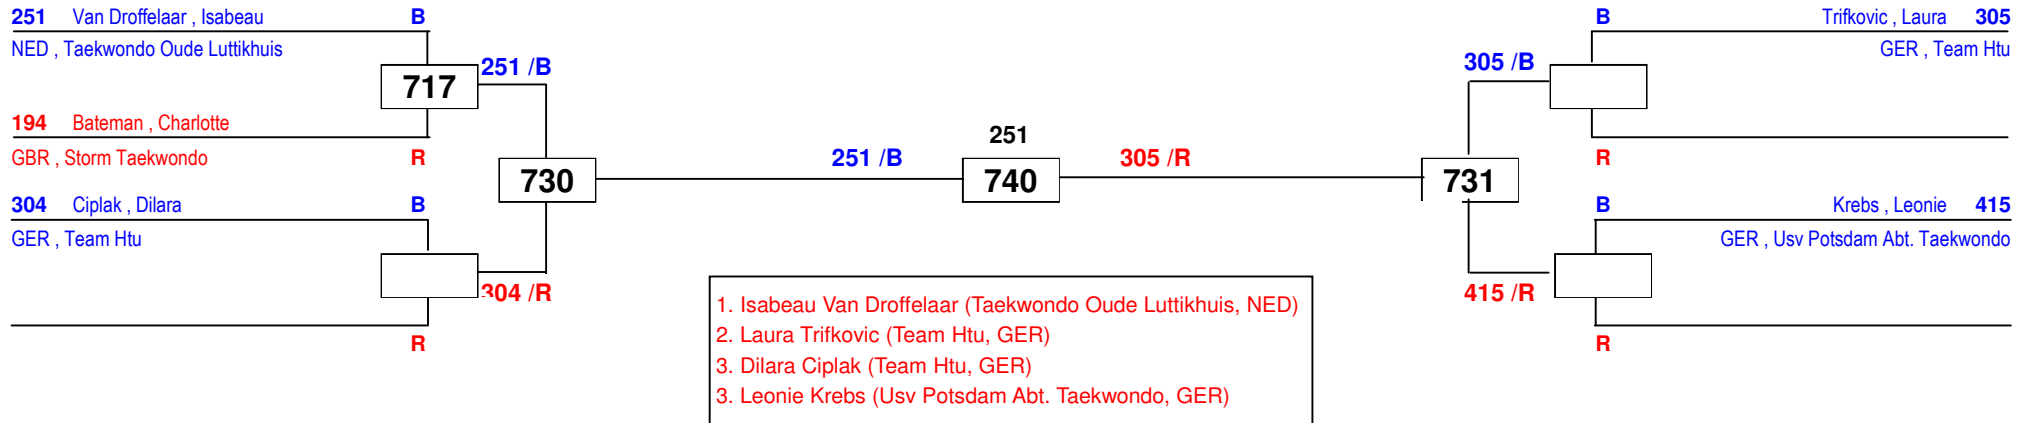 251 Van Droffelaar , Isabeau B
NED , Taekwondo Oude Luttikhuis
717
251 /B
194 Bateman , Charlotte
GBR , Storm Taekwondo R
730
304 Ciplak , Dilara B
GER , Team Htu
304 /R
R
251 /B
251
740
305 /R
B Trifkovic , Laura 305
GER , Team Htu
305 /B
R
731
B Krebs , Leonie 415
GER , Usv Potsdam Abt. Taekwondo
415 /R
R
1. Isabeau Van Droffelaar (Taekwondo Oude Luttikhuis, NED)
2. Laura Trifkovic (Team Htu, GER)
3. Dilara Ciplak (Team Htu, GER)
3. Leonie Krebs (Usv Potsdam Abt. Taekwondo, GER)